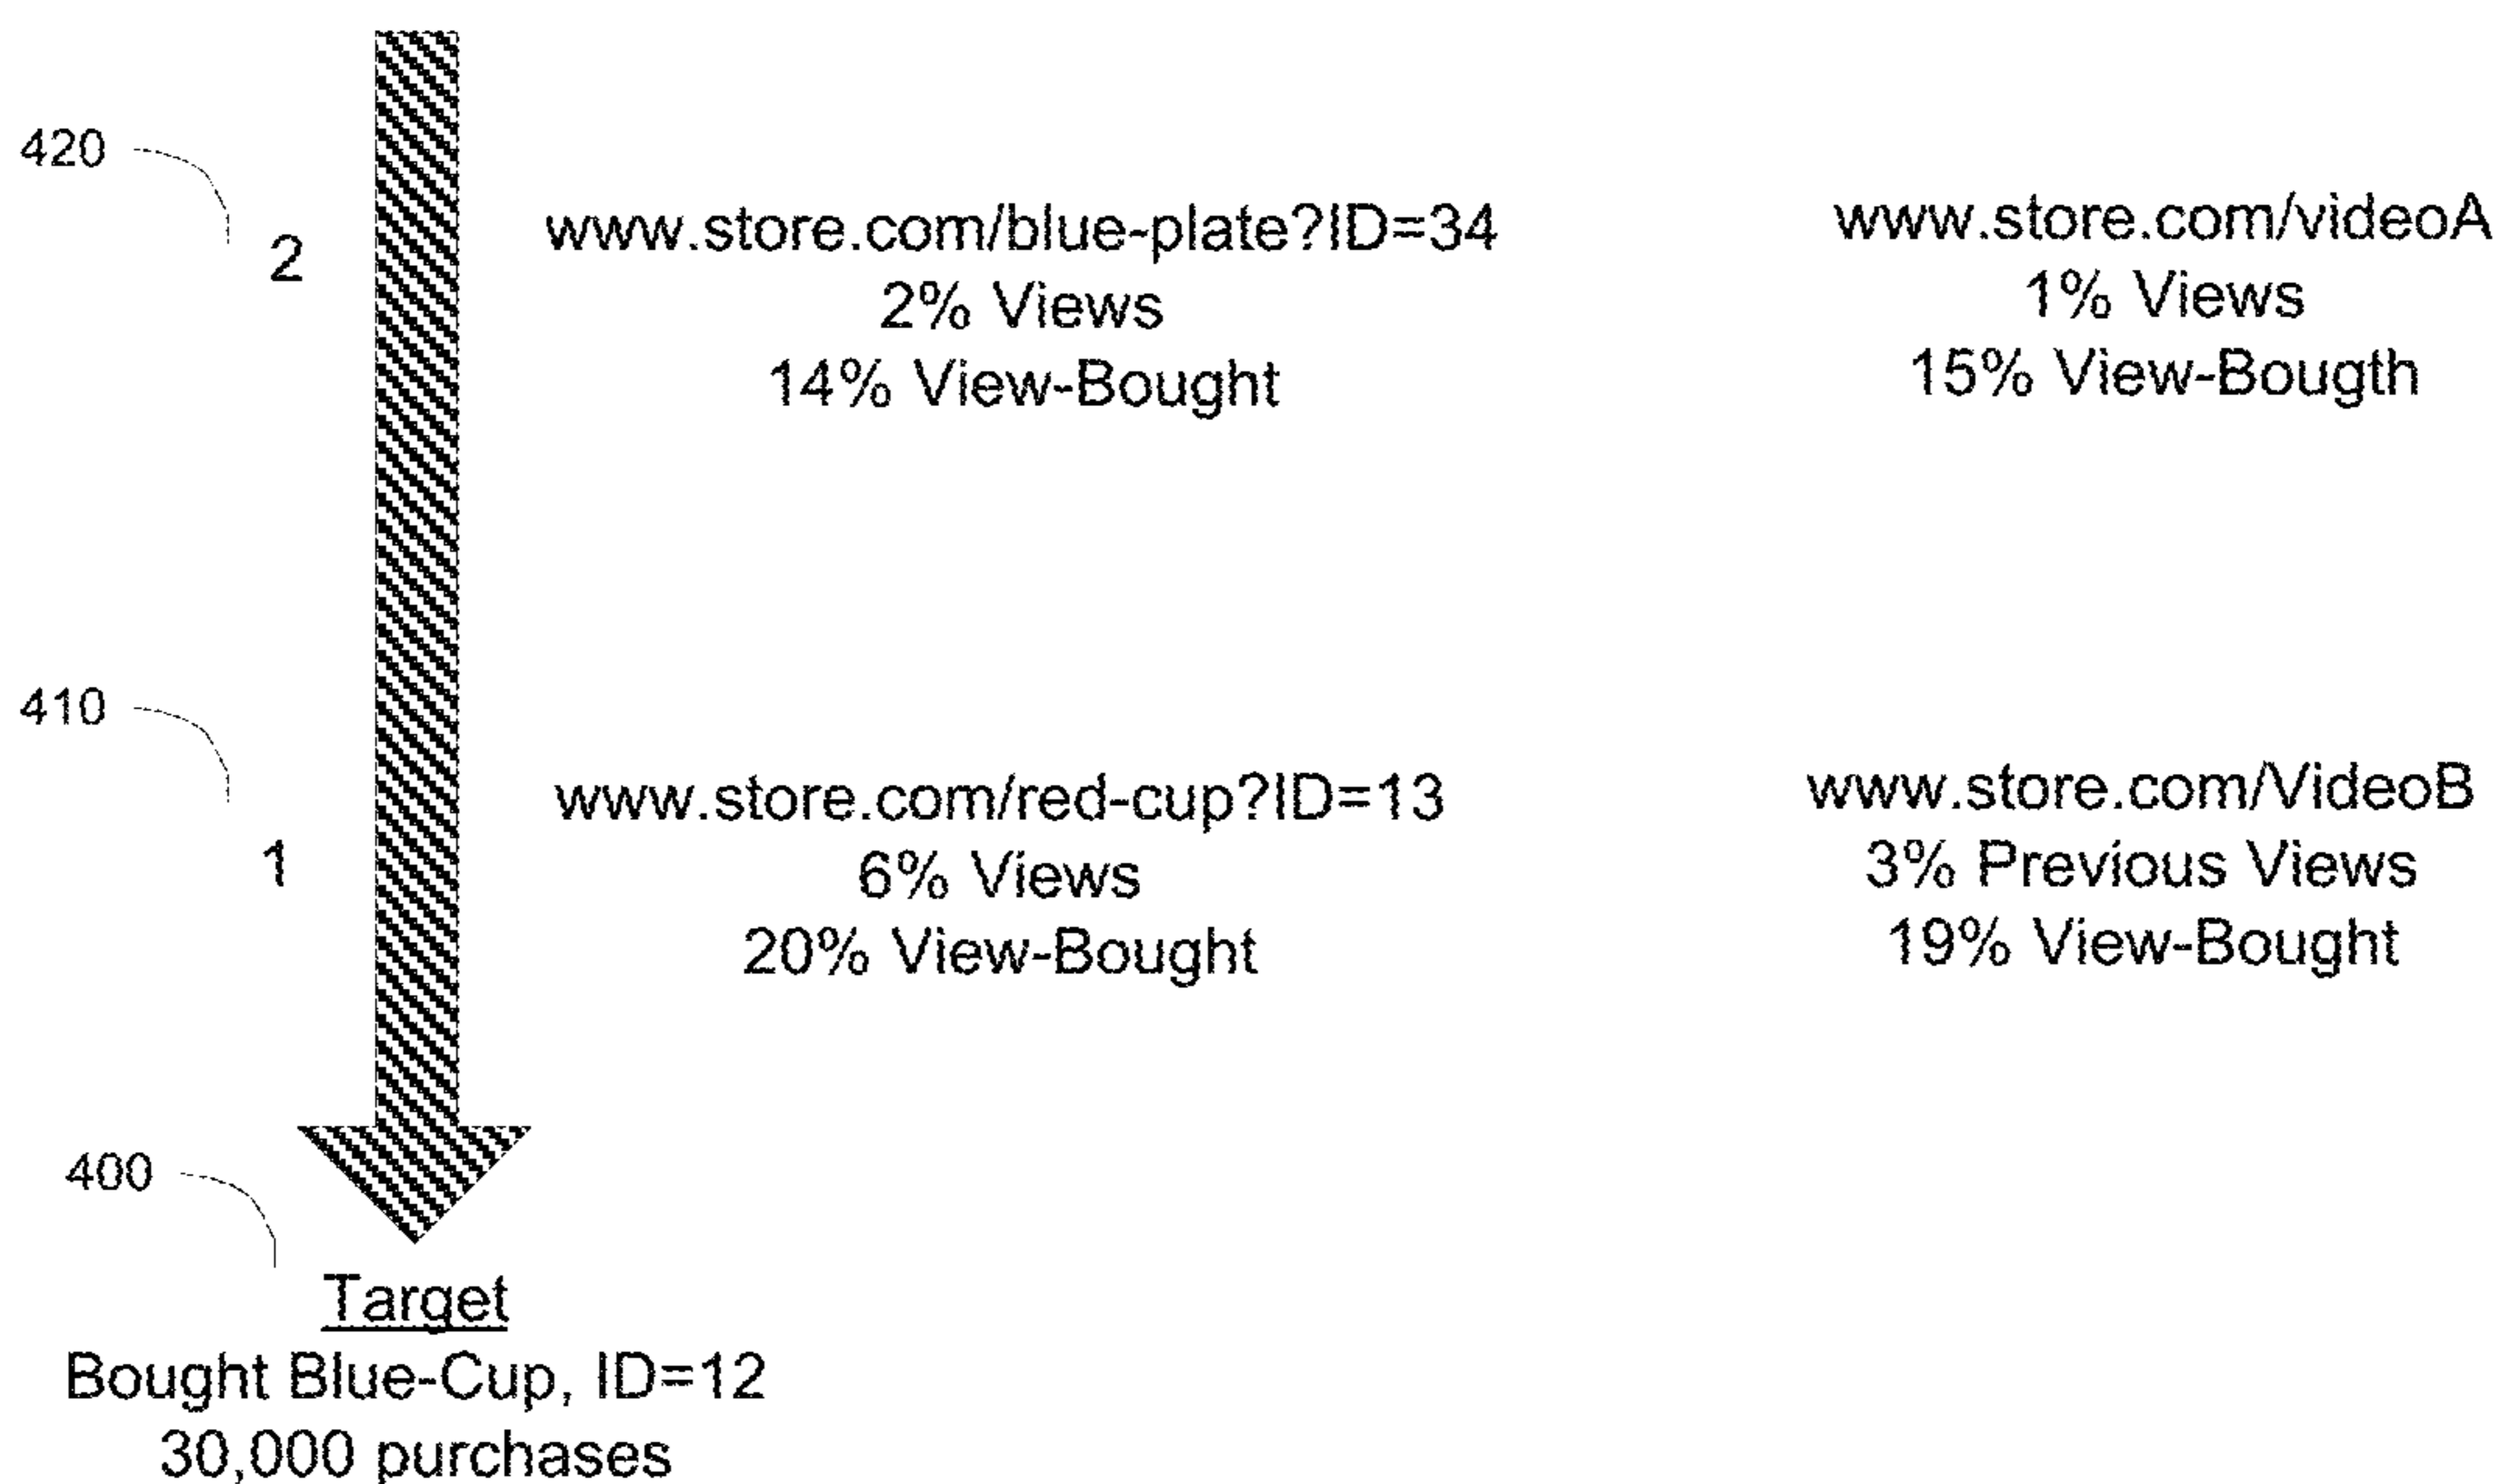 420
2
www.store.com/blue-plate?ID=34
2% Views
14% View-Bought
www.store.com/videoA
1% Views
15% View-Bougth
410
1
www.store.com/red-cup?ID=13
6% Views
20% View-Bought
www.store.com/VideoB
3% Previous Views
19% View-Bought
400
Target
Bought Blue-Cup, ID=12
30,000 purchases